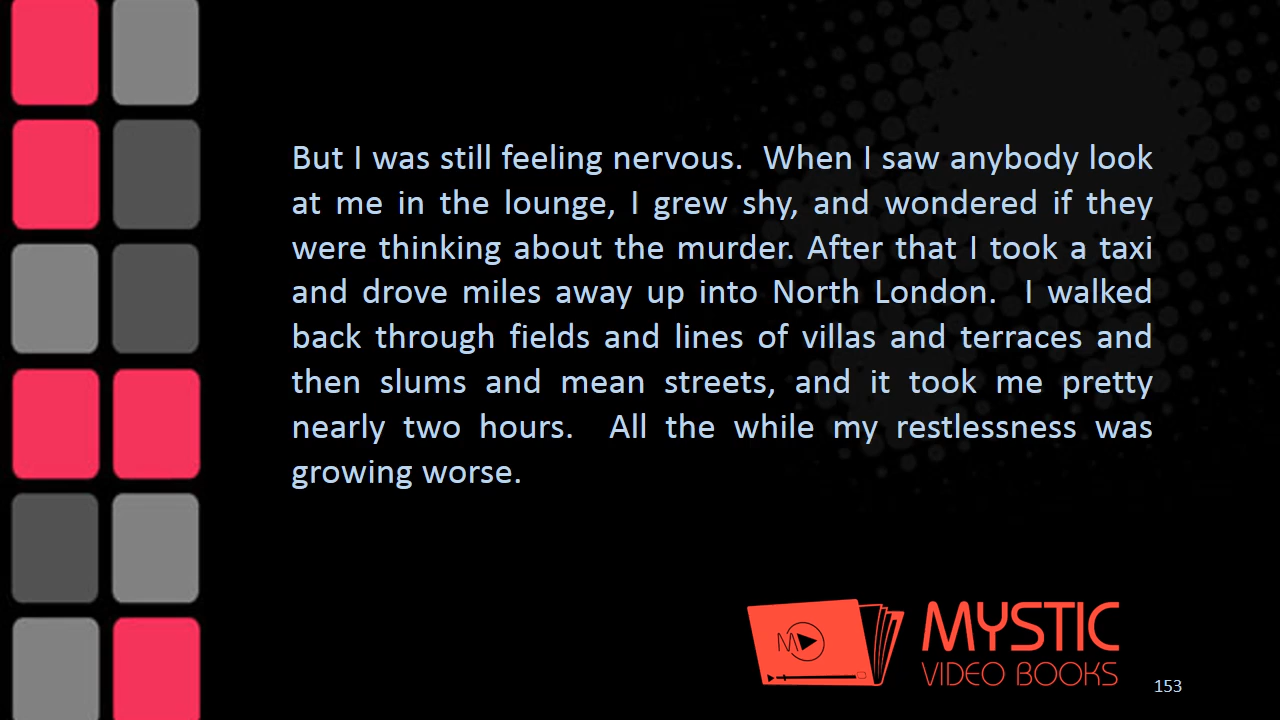 But I was still feeling nervous.  When I saw anybody look
at me in the lounge, I grew shy, and wondered if they
were thinking about the murder. After that I took a taxi
and drove miles away up into North London.  I walked
back through fields and lines of villas and terraces and
then slums and mean streets, and it took me pretty
nearly two hours.  All the while my restlessness was
growing worse.
M
MYSTIC
VIDEO BOOKS
153